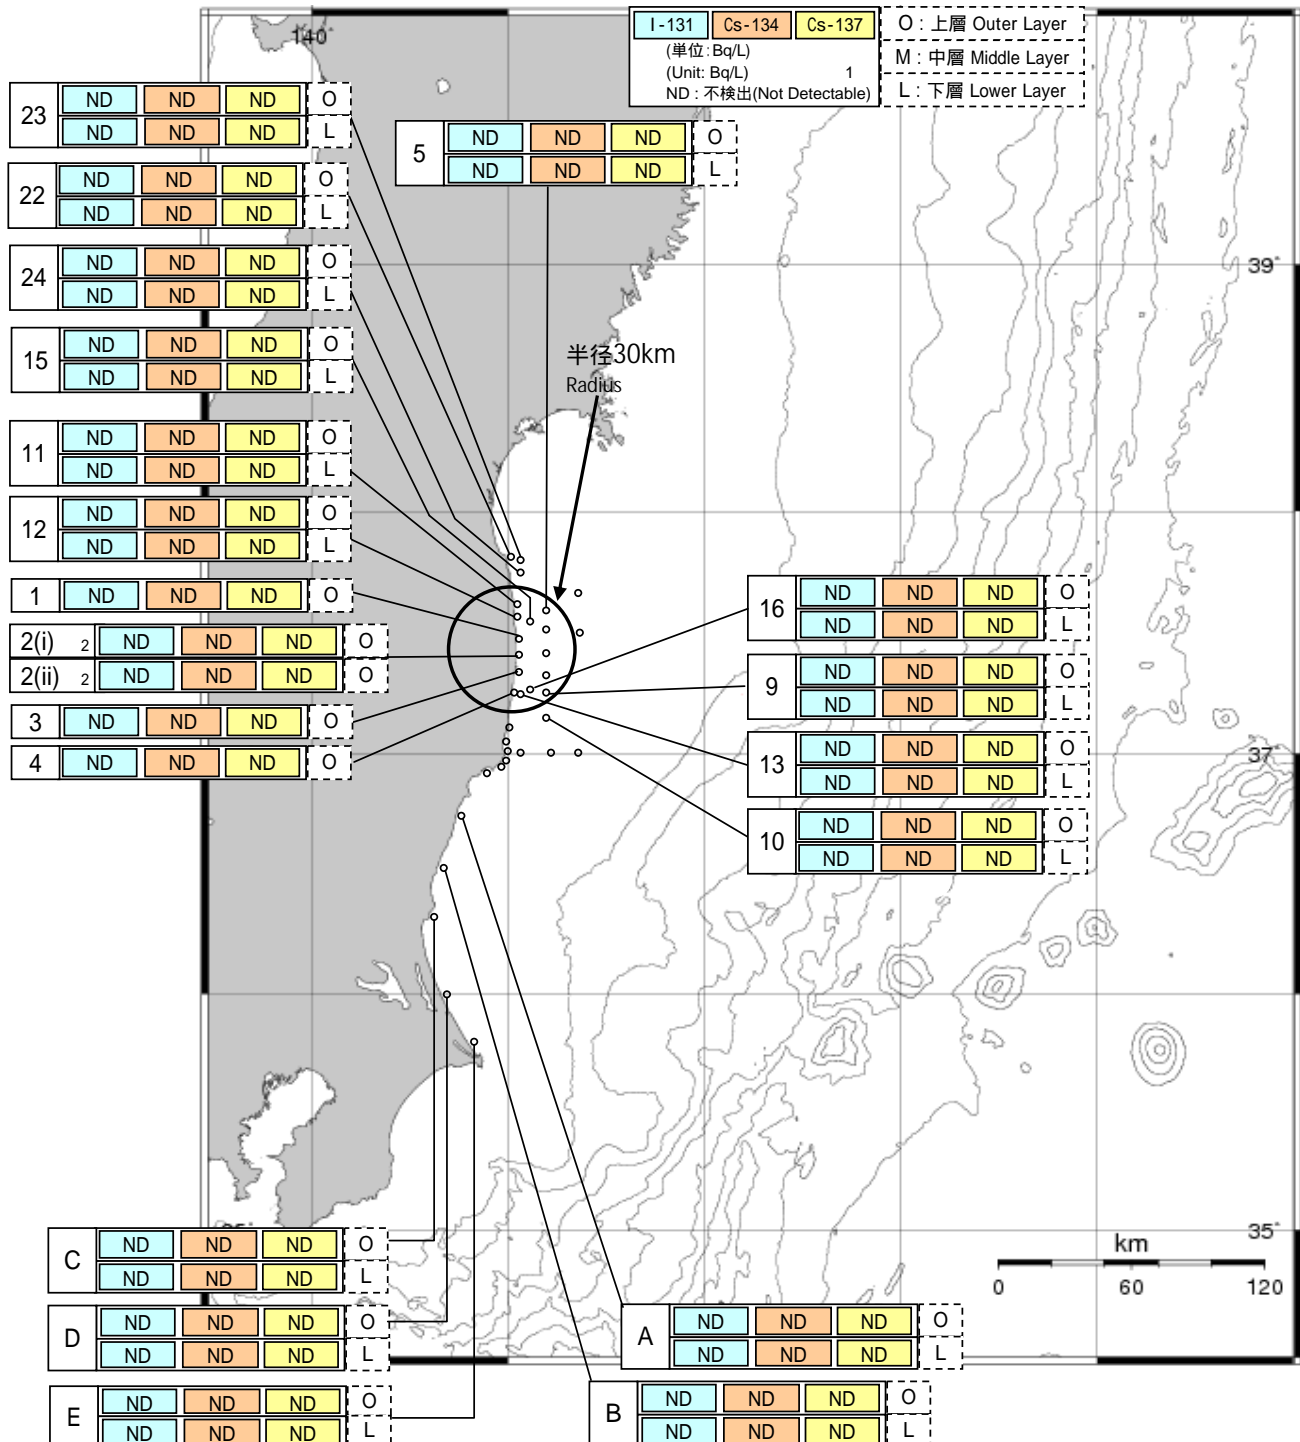 I-131 Cs-134 Cs-137
(単位:Bq/L)
(Unit: Bq/L) 1
ND : 不検出(Not Detectable)
O : 上層 Outer Layer
M : 中層 Middle Layer
L : 下層 Lower Layer
140°
23 ND ND ND O
ND ND ND L
5 ND ND ND O
ND ND ND L
22 ND ND ND O
ND ND ND L
24 ND ND ND O
ND ND ND L
39°
15 ND ND ND O
ND ND ND L
半径30km
Radius
11 ND ND ND O
ND ND ND L
12 ND ND ND O
ND ND ND L
1 ND ND ND O
2(i) 2 ND ND ND O
2(ii) 2 ND ND ND O
3 ND ND ND O
4 ND ND ND O
16 ND ND ND O
ND ND ND L
9 ND ND ND O
ND ND ND L
13 ND ND ND O
ND ND ND L
37°
10 ND ND ND O
ND ND ND L
35°
km
0 60 120
C ND ND ND O
ND ND ND L
D ND ND ND O
ND ND ND L
A ND ND ND O
ND ND ND L
E ND ND ND O
ND ND ND L
B ND ND ND O
ND ND ND L